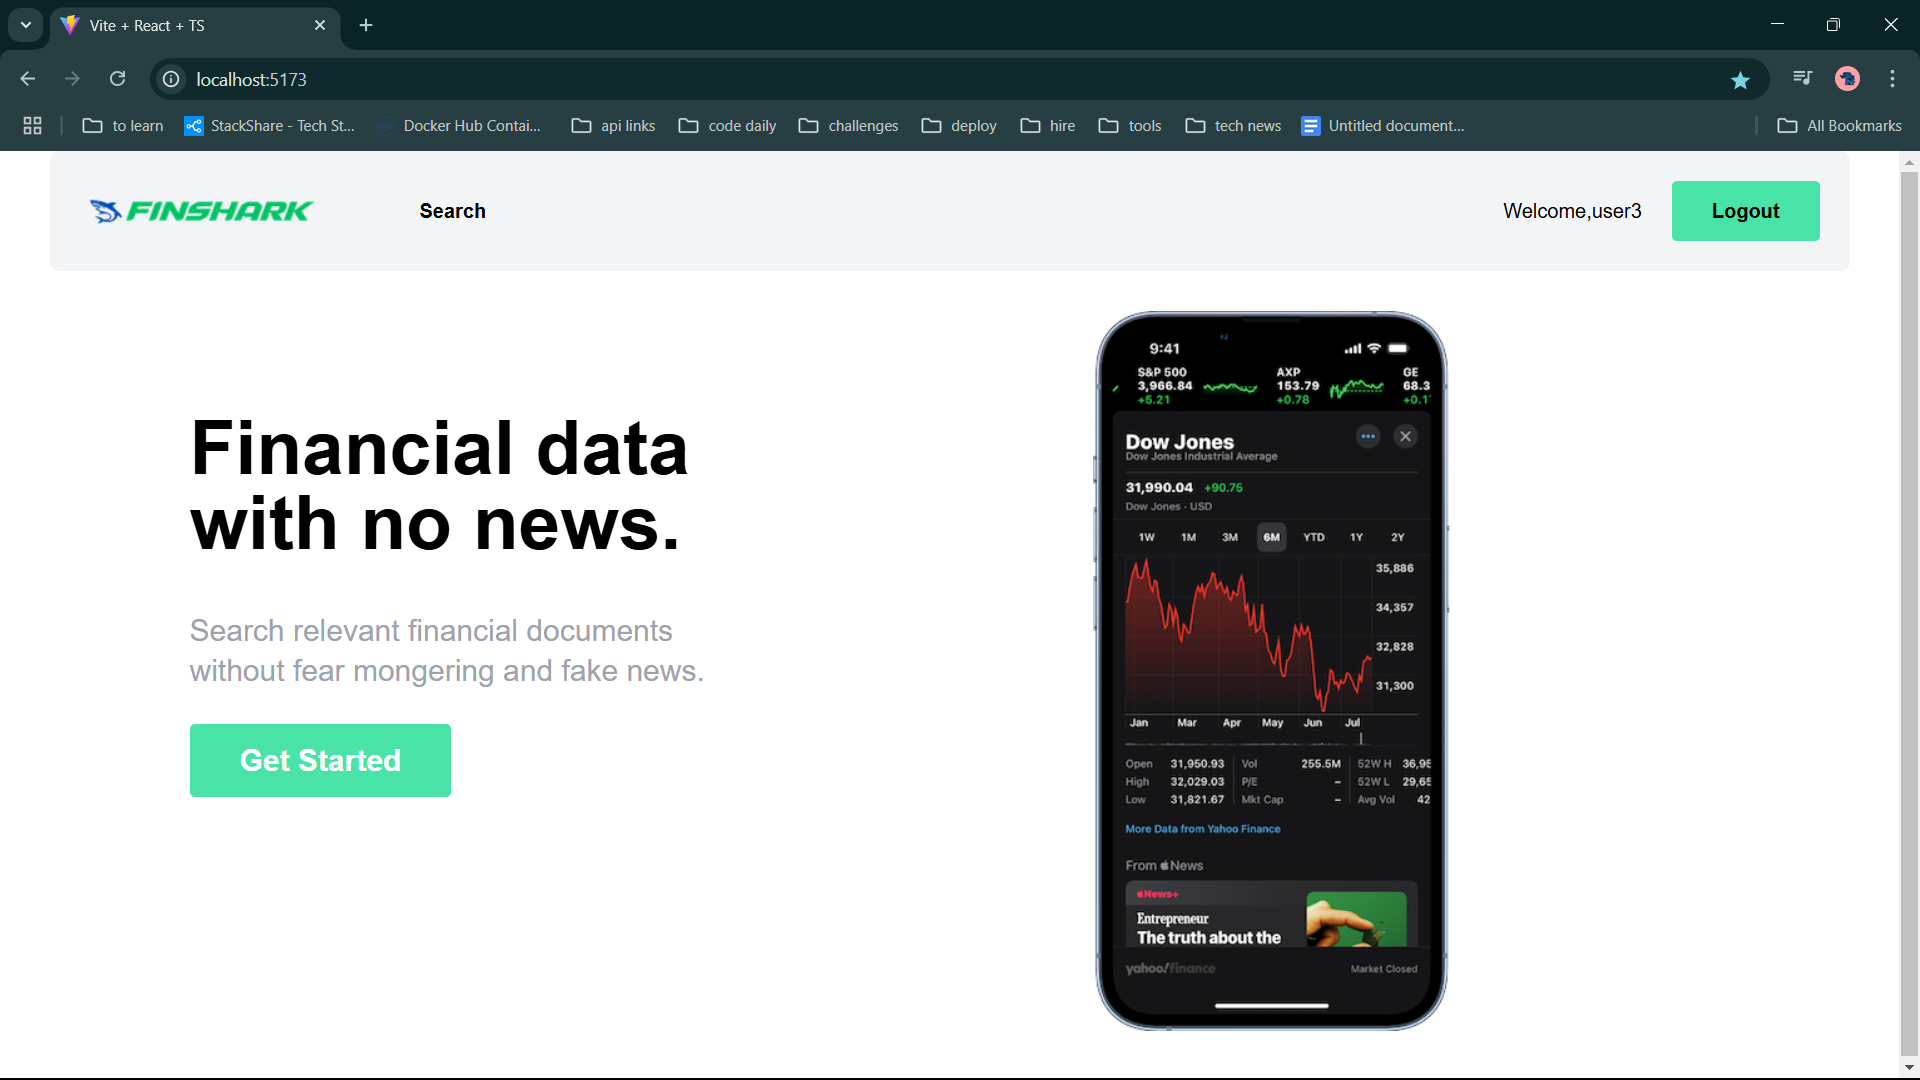 Vite + React + TS
localhost:5173
to learn
StackShare - Tech St...
Docker Hub Contai...
api links
code daily
challenges
deploy
hire
tools
tech news
Untitled document...
All Bookmarks
FINSHARK
Search
Welcome,user3
Logout
Financial data
with no news.
Search relevant financial documents
without fear mongering and fake news.
Get Started
9:41
S&P 500
3,966.84
+5.21
AXP
153.79
+0.78
GE
68.3
Dow Jones
Dow Jones Industrial Average
31,990.04 +90.75
Dow Jones · USD
1W 1M 3M 6M YTD 1Y 2Y
35,886
34,357
32,828
31,300
Jan Mar Apr May Jun Jul
Open 31,950.93 Vol 255.5M 52W H
High 32,029.03 P/E – 52W L
Low 31,821.67 Mkt Cap – Avg Vol 42
More Data from Yahoo Finance
From News
News+
Entrepreneur
The truth about the
yahoo!finance
Market Closed